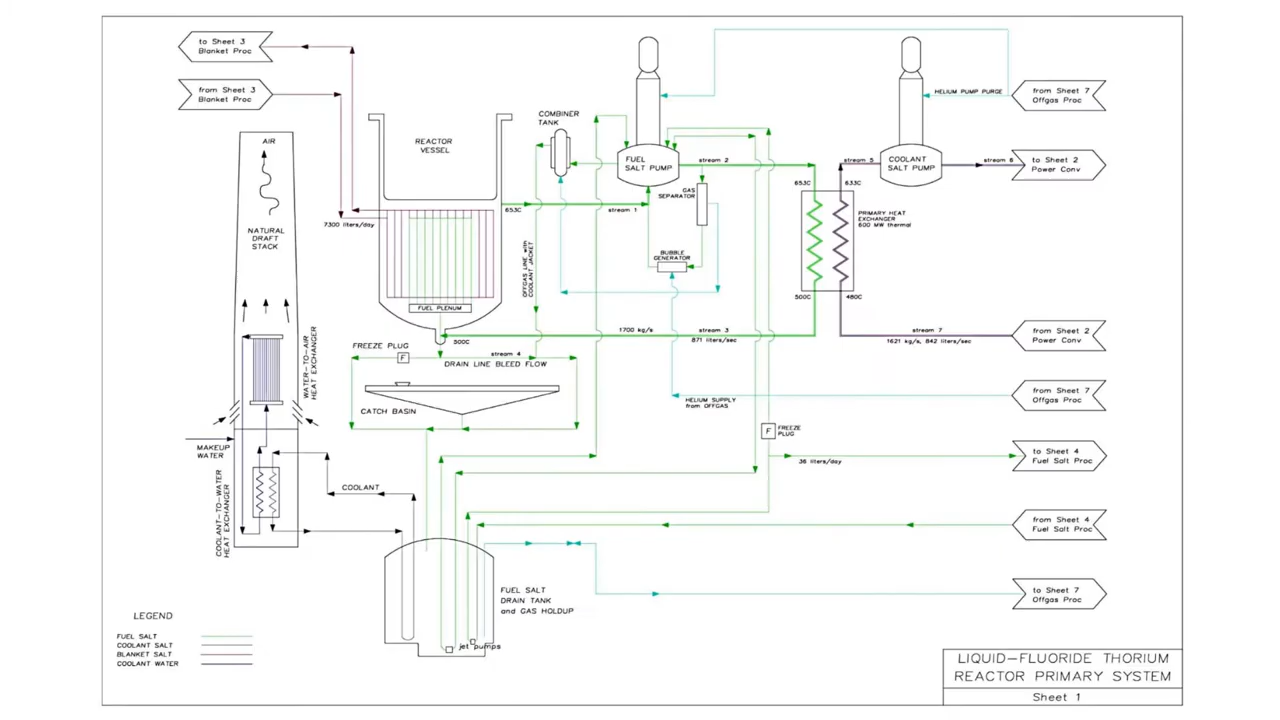 to Sheet 3
Blanket Proc
from Sheet 3
Blanket Proc
AIR
NATURAL
DRAFT
STACK
WATER-TO-AIR
HEAT EXCHANGER
MAKEUP
WATER
COOLANT-TO-WATER
HEAT EXCHANGER
COOLANT
REACTOR
VESSEL
7300 liters/day
FUEL PLENUM
653C
500C
FREEZE PLUG
F
stream 4
DRAIN LINE BLEED FLOW
CATCH BASIN
COMBINER
TANK
OFFGAS LINE with
COOLANT JACKET
FUEL
SALT PUMP
stream 1
stream 2
GAS
SEPARATOR
BUBBLE
GENERATOR
1700 kg/s
stream 3
871 liters/sec
HELIUM SUPPLY
from OFFGAS
HELIUM PUMP PURGE
COOLANT
SALT PUMP
stream 5
stream 6
653C
633C
PRIMARY HEAT
EXCHANGER
600 MW thermal
500C
480C
stream 7
1621 kg/s, 842 liters/sec
from Sheet 7
Offgas Proc
to Sheet 2
Power Conv
from Sheet 2
Power Conv
from Sheet 7
Offgas Proc
F
FREEZE
PLUG
36 liters/day
to Sheet 4
Fuel Salt Proc
from Sheet 4
Fuel Salt Proc
to Sheet 7
Offgas Proc
FUEL SALT
DRAIN TANK
and GAS HOLDUP
jet pumps
LEGEND
FUEL SALT
COOLANT SALT
BLANKET SALT
COOLANT WATER
LIQUID-FLUORIDE THORIUM
REACTOR PRIMARY SYSTEM
Sheet 1